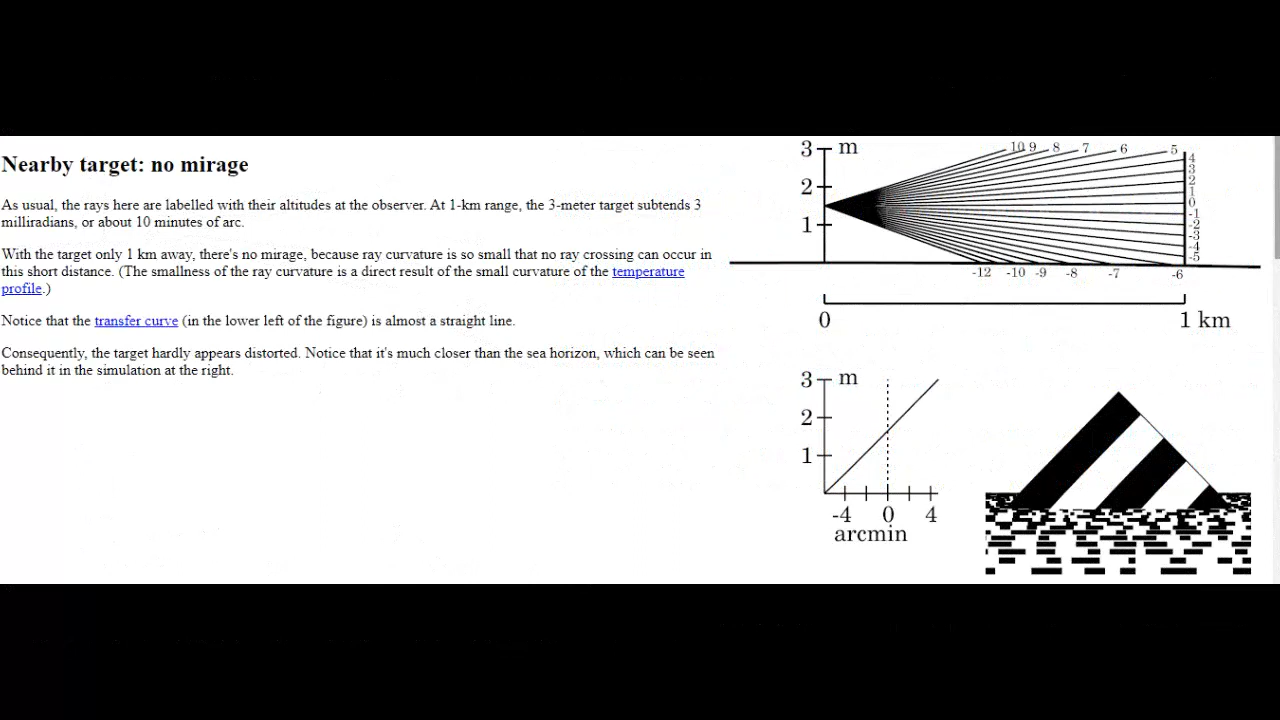 Nearby target: no mirage
As usual, the rays here are labelled with their altitudes at the observer. At 1-km range, the 3-meter target subtends 3
milliradians, or about 10 minutes of arc.
With the target only 1 km away, there's no mirage, because ray curvature is so small that no ray crossing can occur in
this short distance. (The smallness of the ray curvature is a direct result of the small curvature of the temperature
profile.)
Notice that the transfer curve (in the lower left of the figure) is almost a straight line.
Consequently, the target hardly appears distorted. Notice that it's much closer than the sea horizon, which can be seen
behind it in the simulation at the right.
3 m
2
1
10 9 8 7 6 5
4
3
2
1
0
-1
-2
-3
-4
-5
-12 -10 -9 -8 -7 -6
0 1 km
3 m
2
1
-4 0 4
arcmin